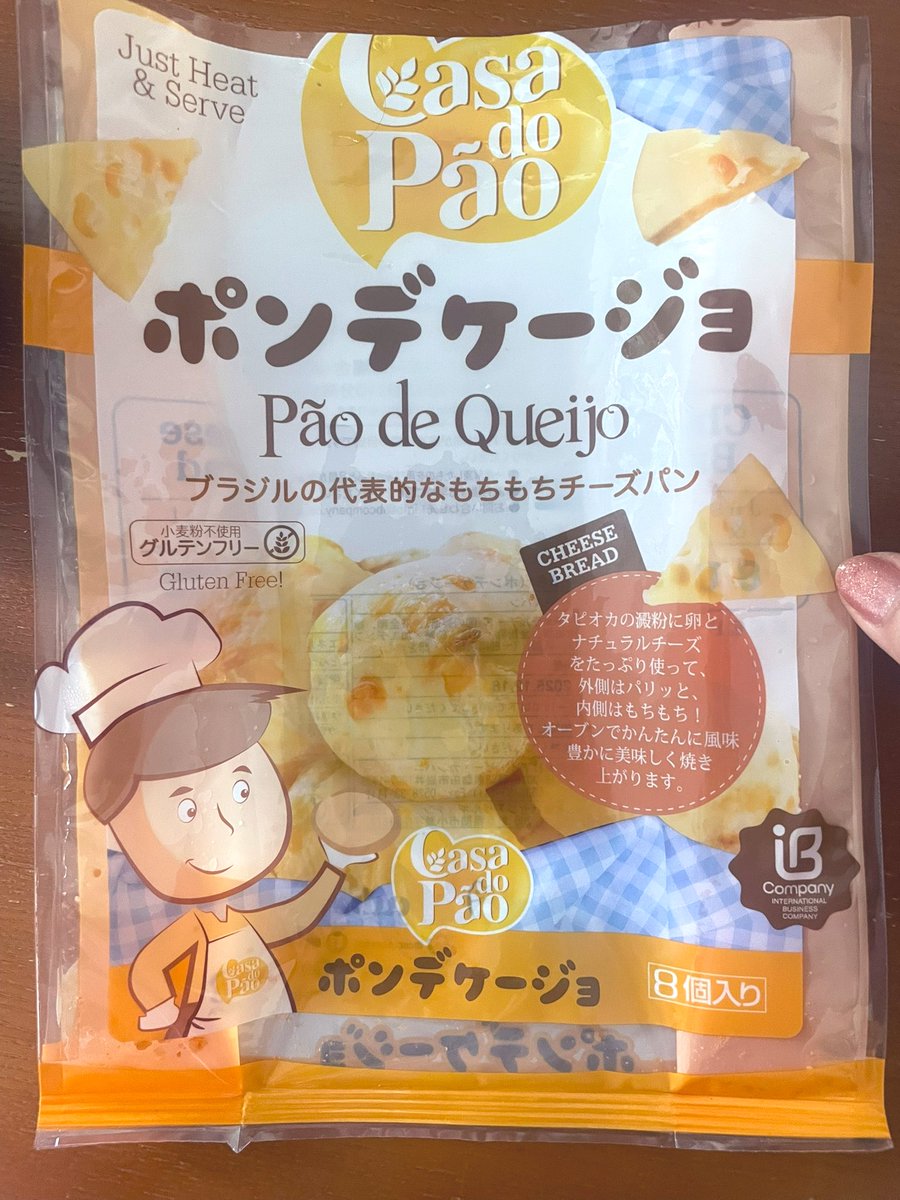 Just Heat
& Serve
Casa
do
Pão
ポンデケージョ
Pão de Queijo
ブラジルの代表的なもちもちチーズパン
小麦粉不使用
グルテンフリー
Gluten Free!
CHEESE
BREAD
タピオカの澱粉に卵と
ナチュラルチーズ
をたっぷり使って、
外側はパリッと、
内側はもちもち！
オーブンでかんたんに風味
豊かに美味しく焼き
上がります。
iB
Company
INTERNATIONAL
BUSINESS
COMPANY
Casa
do
Pão
Casa
do
Pão
ポンデケージョ
8個入り
ポンデケージョ